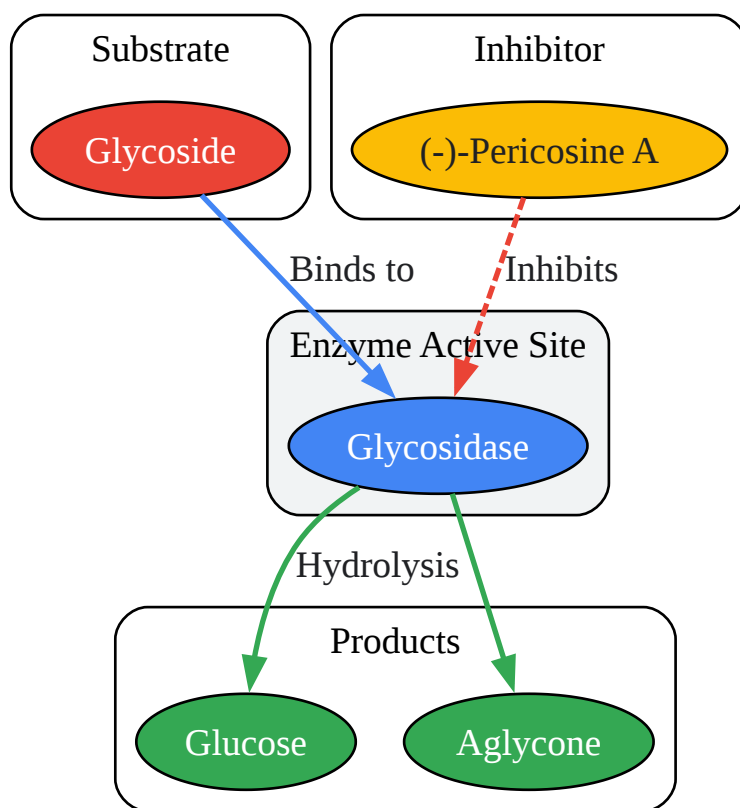 Substrate
Inhibitor
Glycoside
(-)-Pericosine A
Binds to
Inhibits
Enzyme Active Site
Glycosidase
Hydrolysis
Products
Glucose
Aglycone